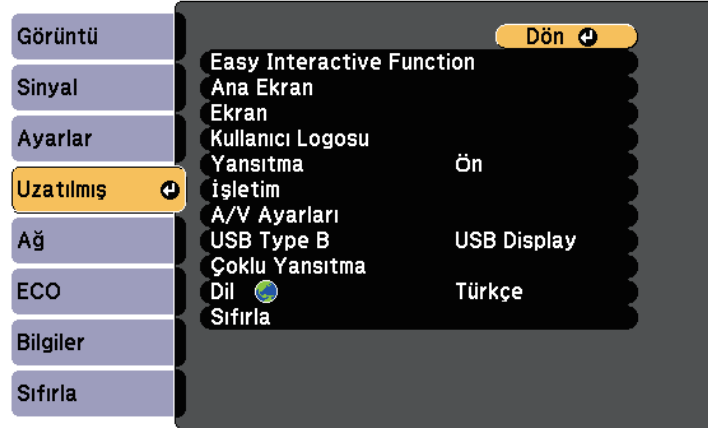 Görüntü
Sinyal
Ayarlar
Uzatılmış
Ağ
ECO
Bilgiler
Sıfırla
Dön
Easy Interactive Function
Ana Ekran
Ekran
Kullanıcı Logosu
Yansıtma Ön
İşletim
A/V Ayarları
USB Type B USB Display
Çoklu Yansıtma
Dil Türkçe
Sıfırla